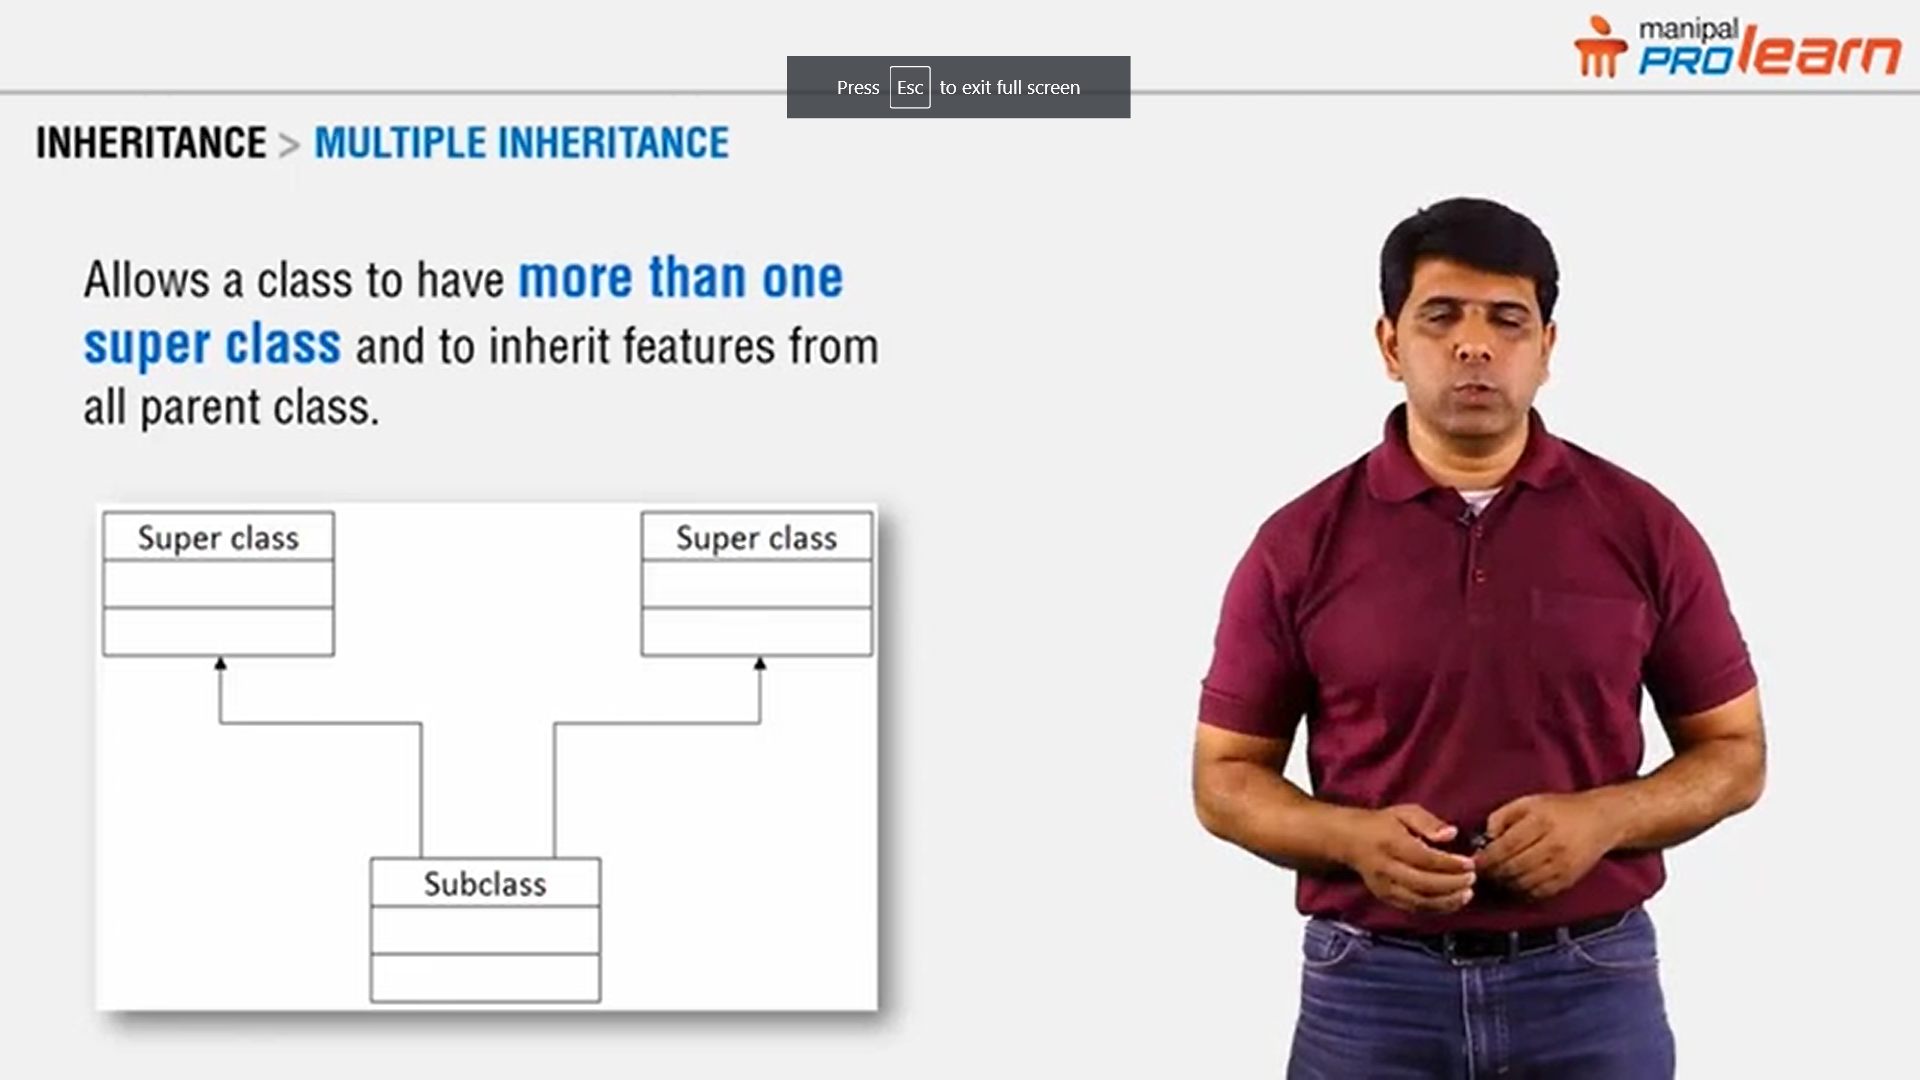 manipal
PROlearn
Press Esc to exit full screen
INHERITANCE > MULTIPLE INHERITANCE
Allows a class to have more than one
super class and to inherit features from
all parent class.
Super class
Super class
Subclass